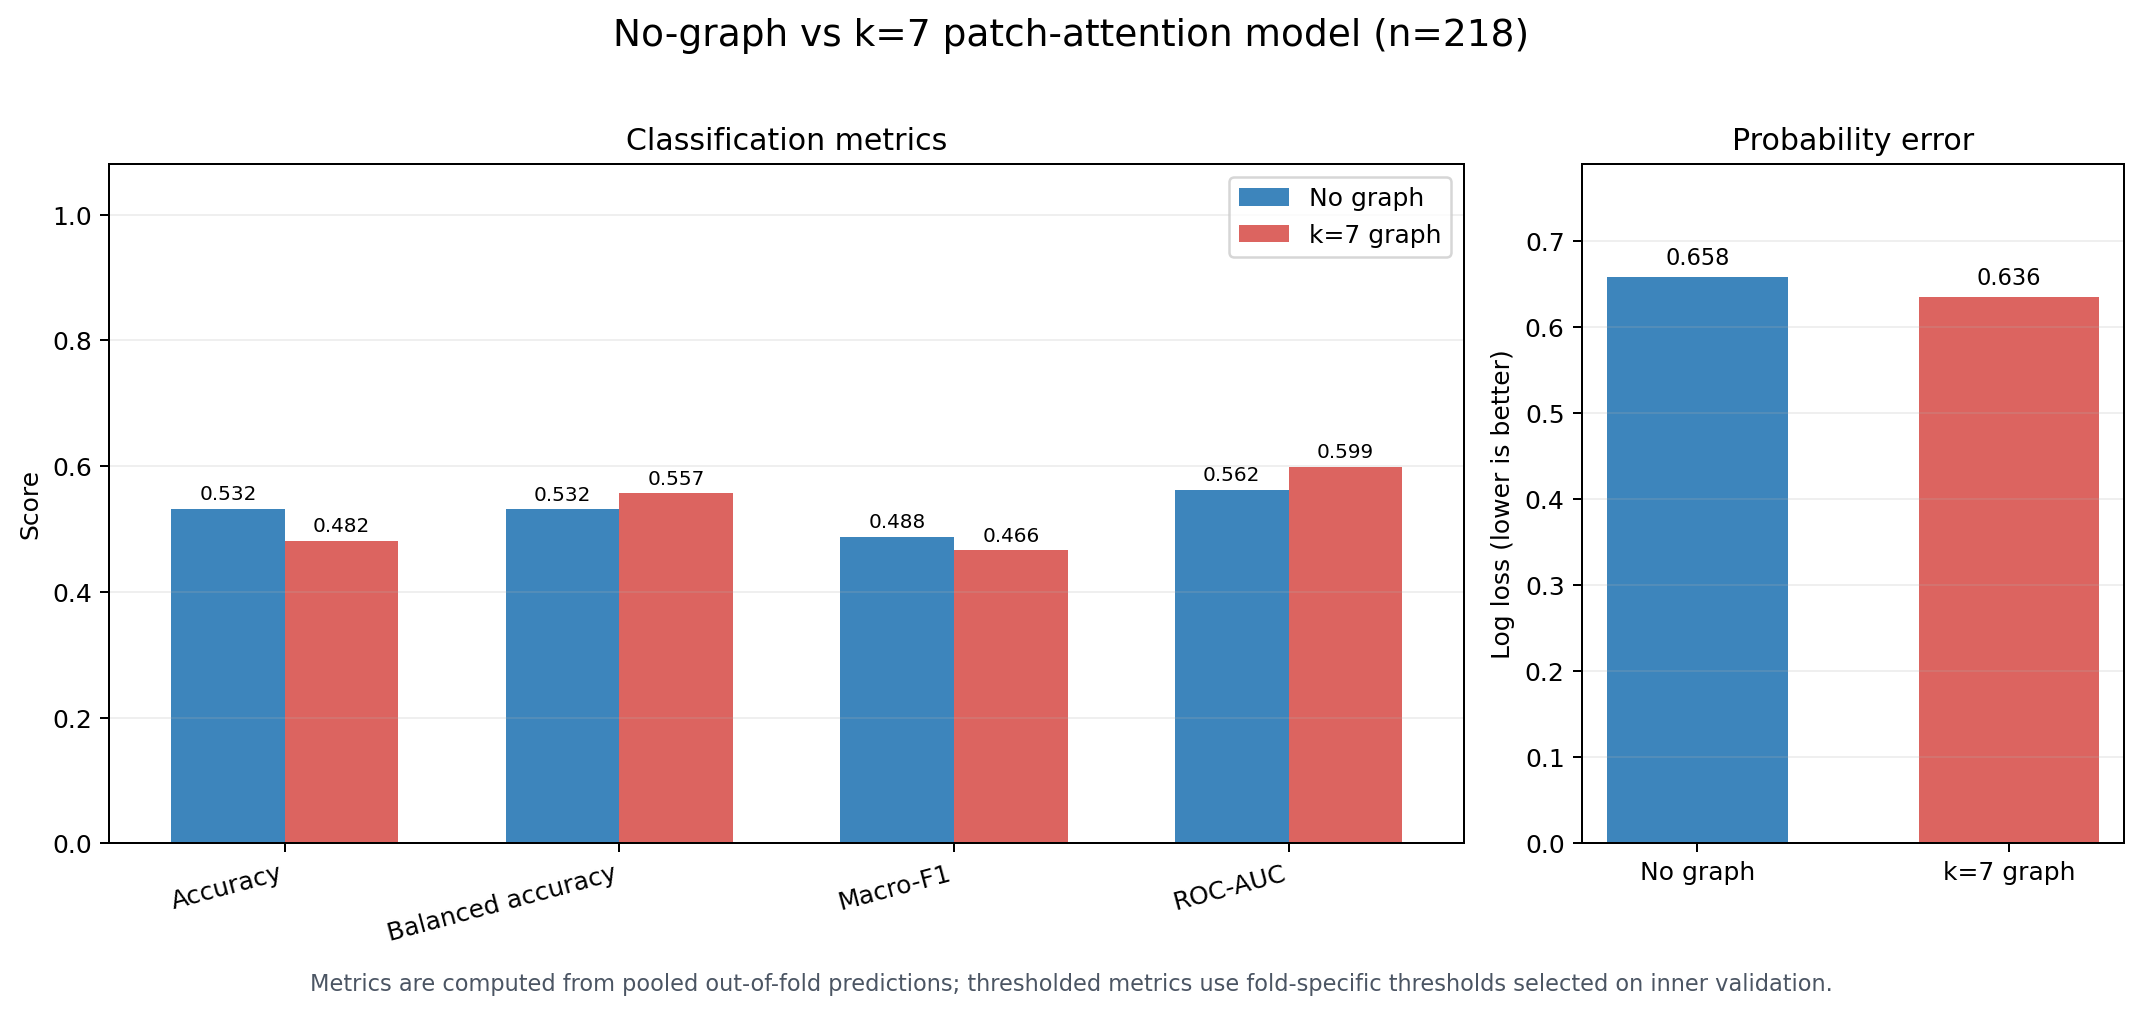 No-graph vs k=7 patch-attention model (n=218)
Classification metrics
Score
1.0
0.8
0.6
0.4
0.2
0.0
No graph
k=7 graph
0.532
0.482
0.532
0.557
0.488
0.466
0.562
0.599
Accuracy
Balanced accuracy
Macro-F1
ROC-AUC
Probability error
Log loss (lower is better)
0.7
0.6
0.5
0.4
0.3
0.2
0.1
0.0
0.658
0.636
No graph
k=7 graph
Metrics are computed from pooled out-of-fold predictions; thresholded metrics use fold-specific thresholds selected on inner validation.